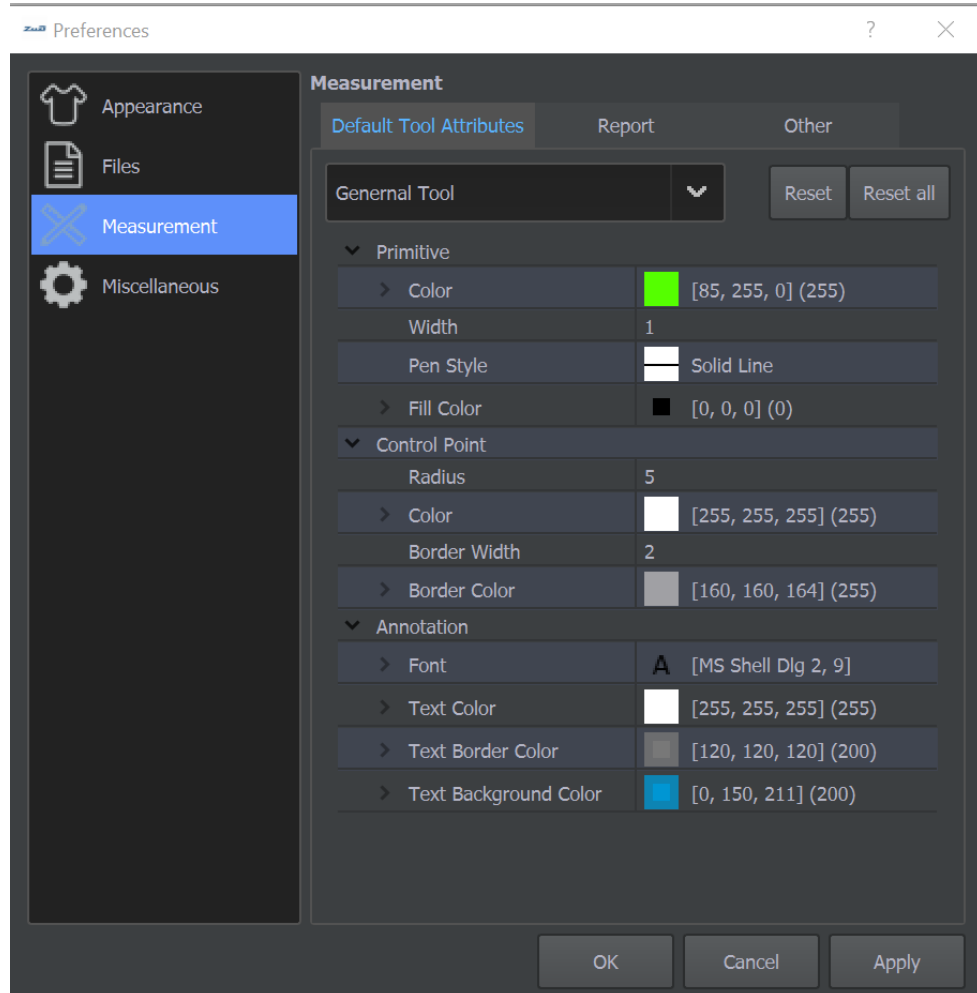 Preferences ?
Appearance
Files
Measurement
Miscellaneous
Measurement
Default Tool Attributes Report Other
Genernal Tool Reset Reset all
Primitive
Color [85, 255, 0] (255)
Width 1
Pen Style Solid Line
Fill Color [0, 0, 0] (0)
Control Point
Radius 5
Color [255, 255, 255] (255)
Border Width 2
Border Color [160, 160, 164] (255)
Annotation
Font A [MS Shell Dlg 2, 9]
Text Color [255, 255, 255] (255)
Text Border Color [120, 120, 120] (200)
Text Background Color [0, 150, 211] (200)
OK Cancel Apply